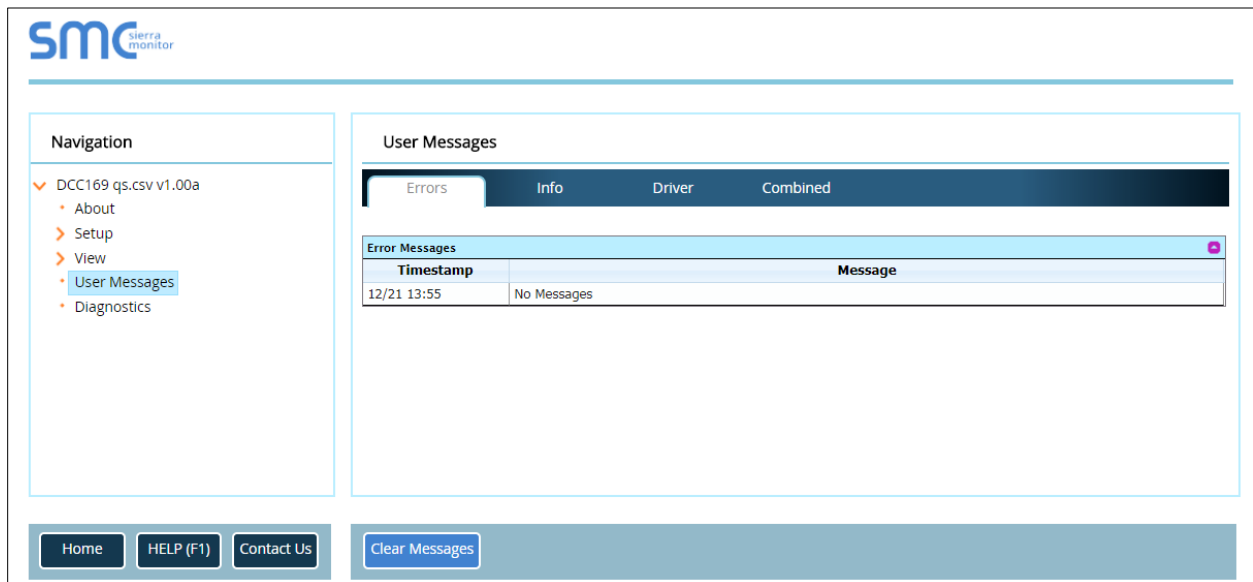 SMC sierra
monitor
Navigation
DCC169 qs.csv v1.00a
About
Setup
View
User Messages
Diagnostics
User Messages
Errors Info Driver Combined
Error Messages
Timestamp Message
12/21 13:55 No Messages
Home HELP (F1) Contact Us
Clear Messages